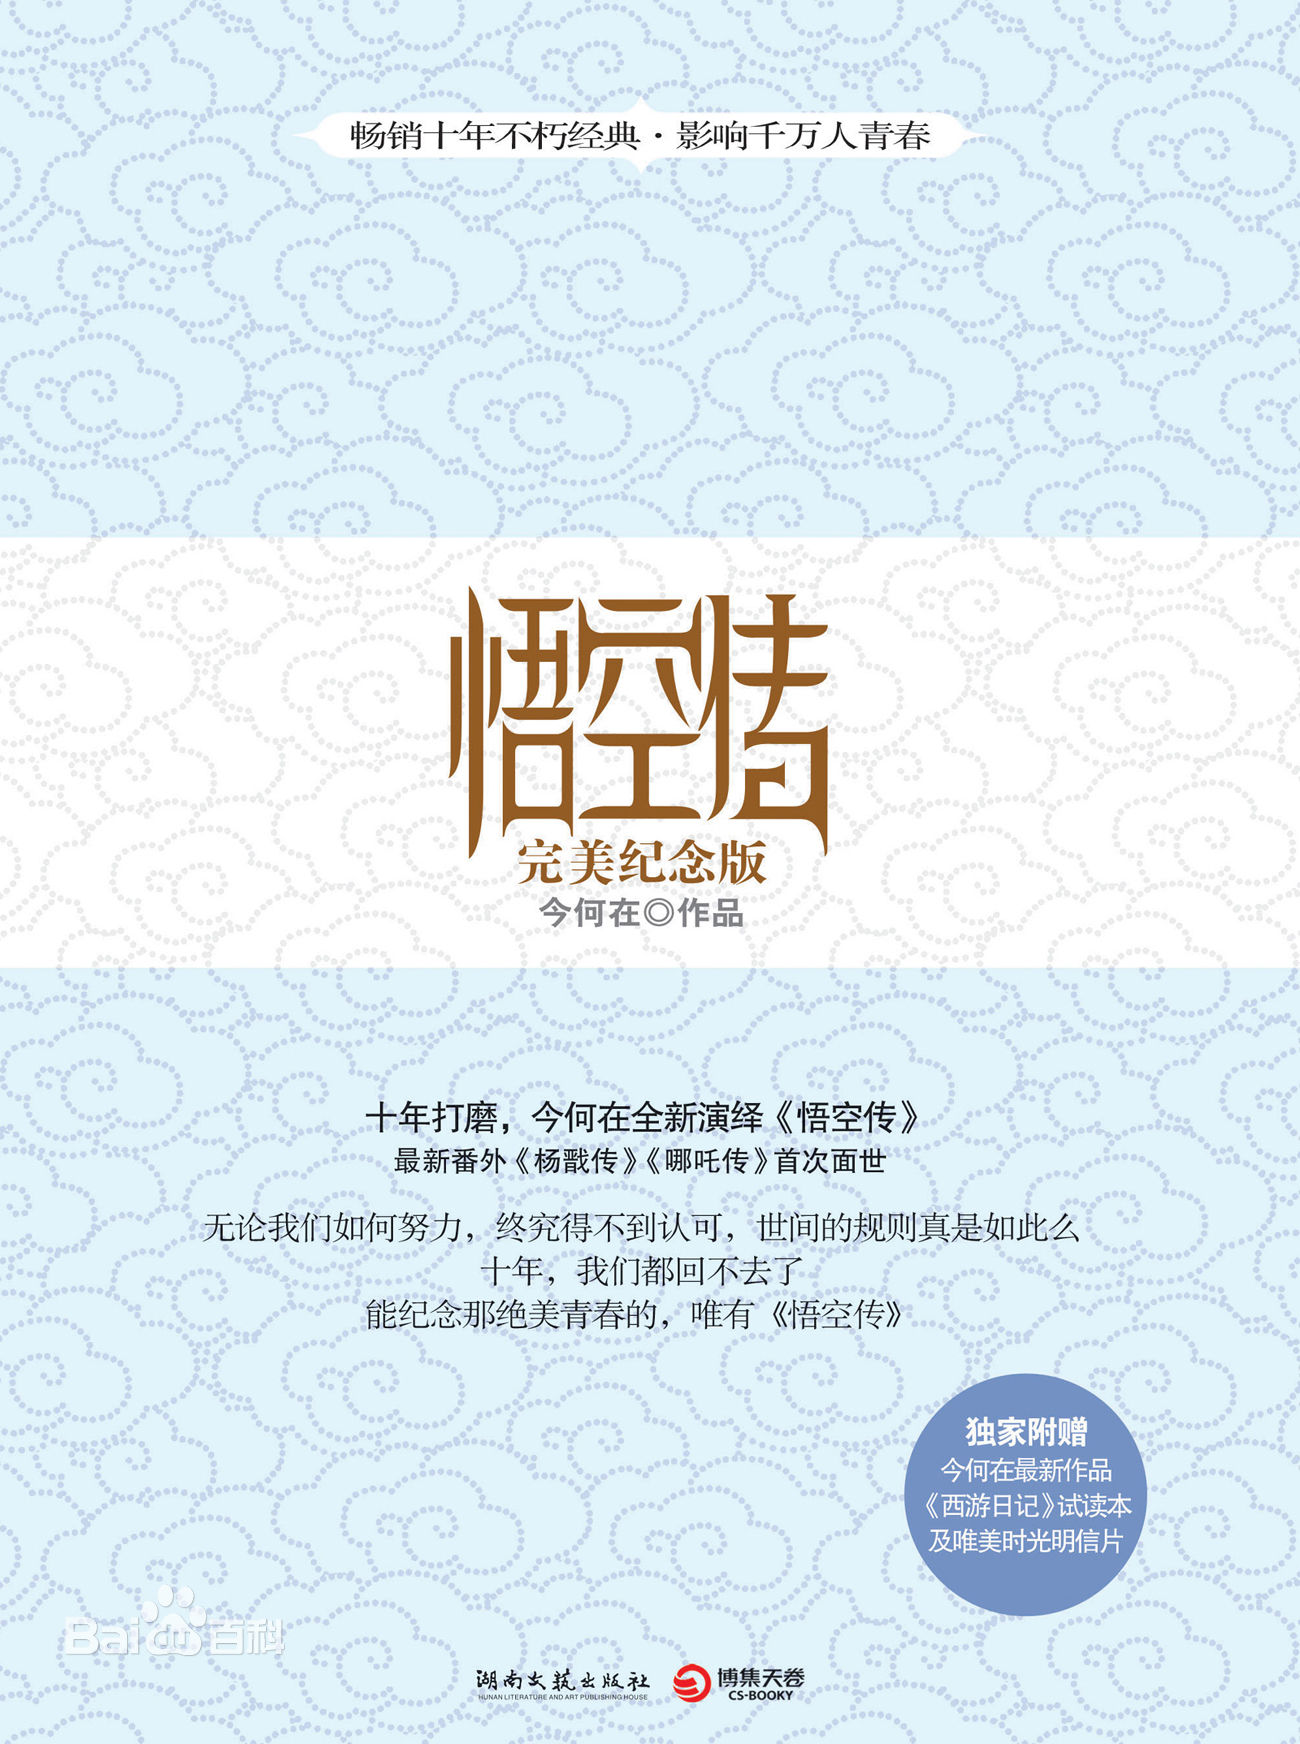 畅销十年不朽经典·影响千万人青春
悟空传
完美纪念版
今何在◎作品
十年打磨，今何在全新演绎《悟空传》
最新番外《杨戬传》《哪吒传》首次面世
无论我们如何努力，终究得不到认可，世间的规则真是如此么
十年，我们都回不去了
能纪念那绝美青春的，唯有《悟空传》
独家附赠
今何在最新作品
《西游日记》试读本
及唯美时光明信片
Bai百科
湖南文艺出版社
HUNAN LITERATURE AND ART PUBLISHING HOUSE
博集天卷
CS-BOOKY